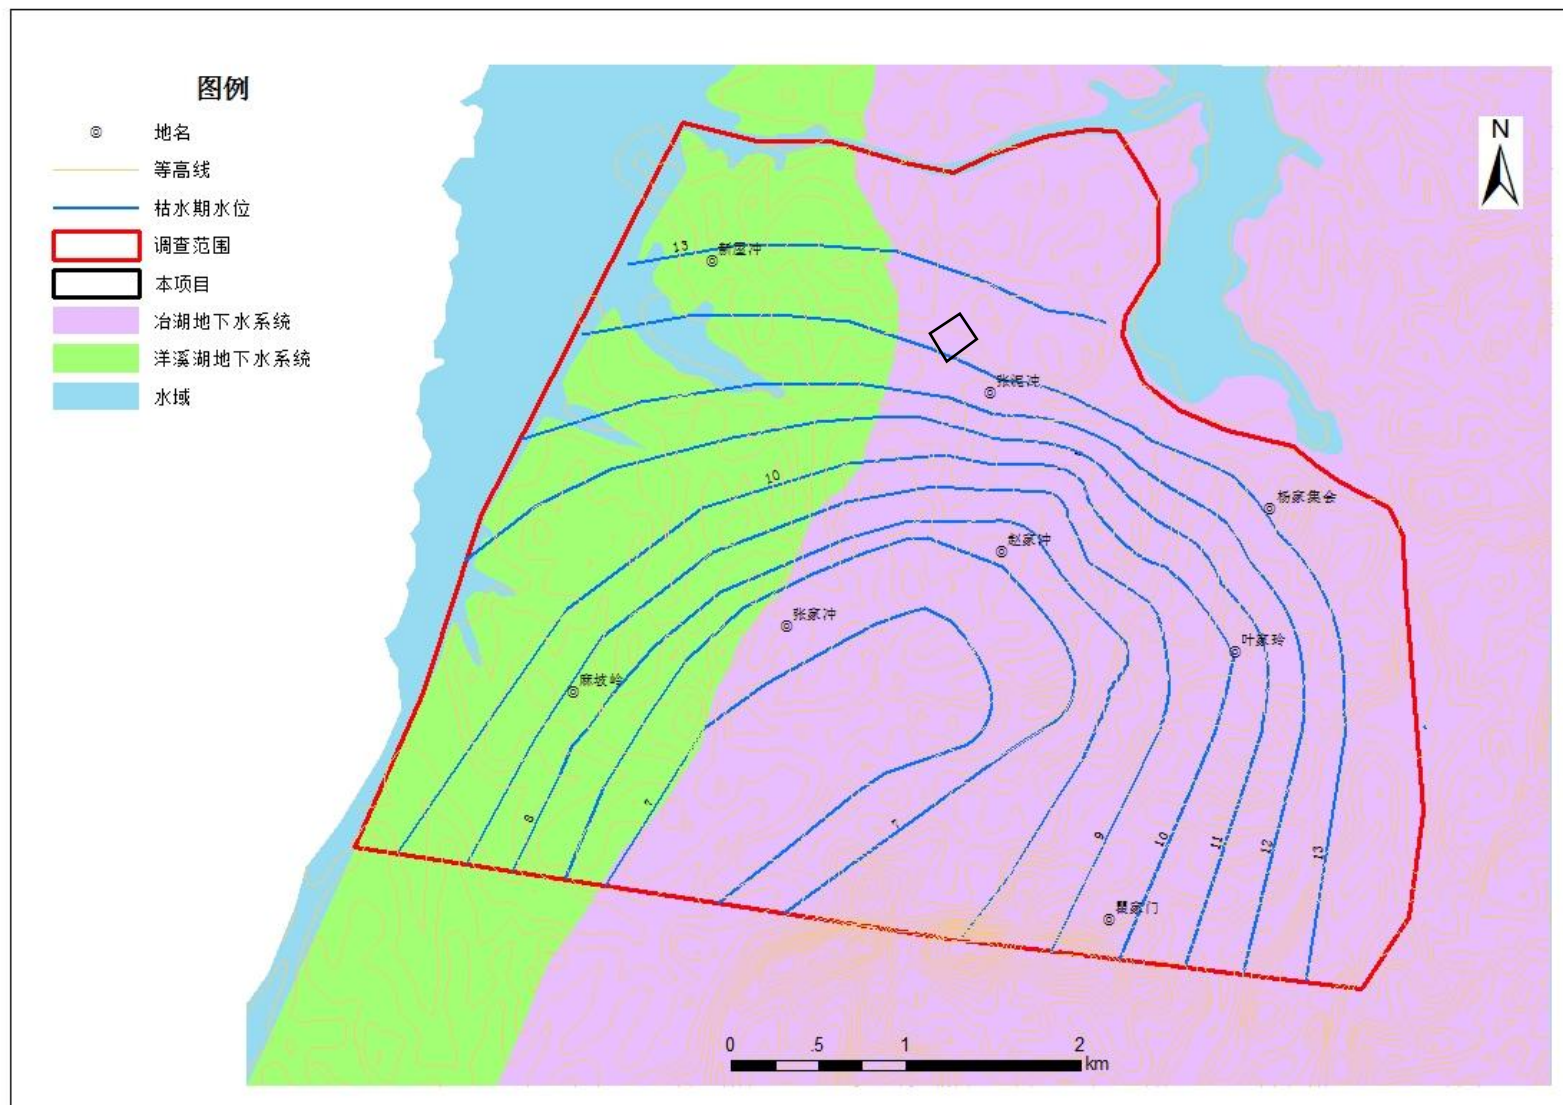 图例
地名
等高线
枯水期水位
调查范围
本项目
冶湖地下水系统
洋溪湖地下水系统
水域
N
13
新屋冲
张泥冲
10
杨家集会
赵家冲
张家冲
叶家玲
麻坡岭
7
8
7
9
10
11
12
13
瞿家门
0 .5 1 2
km